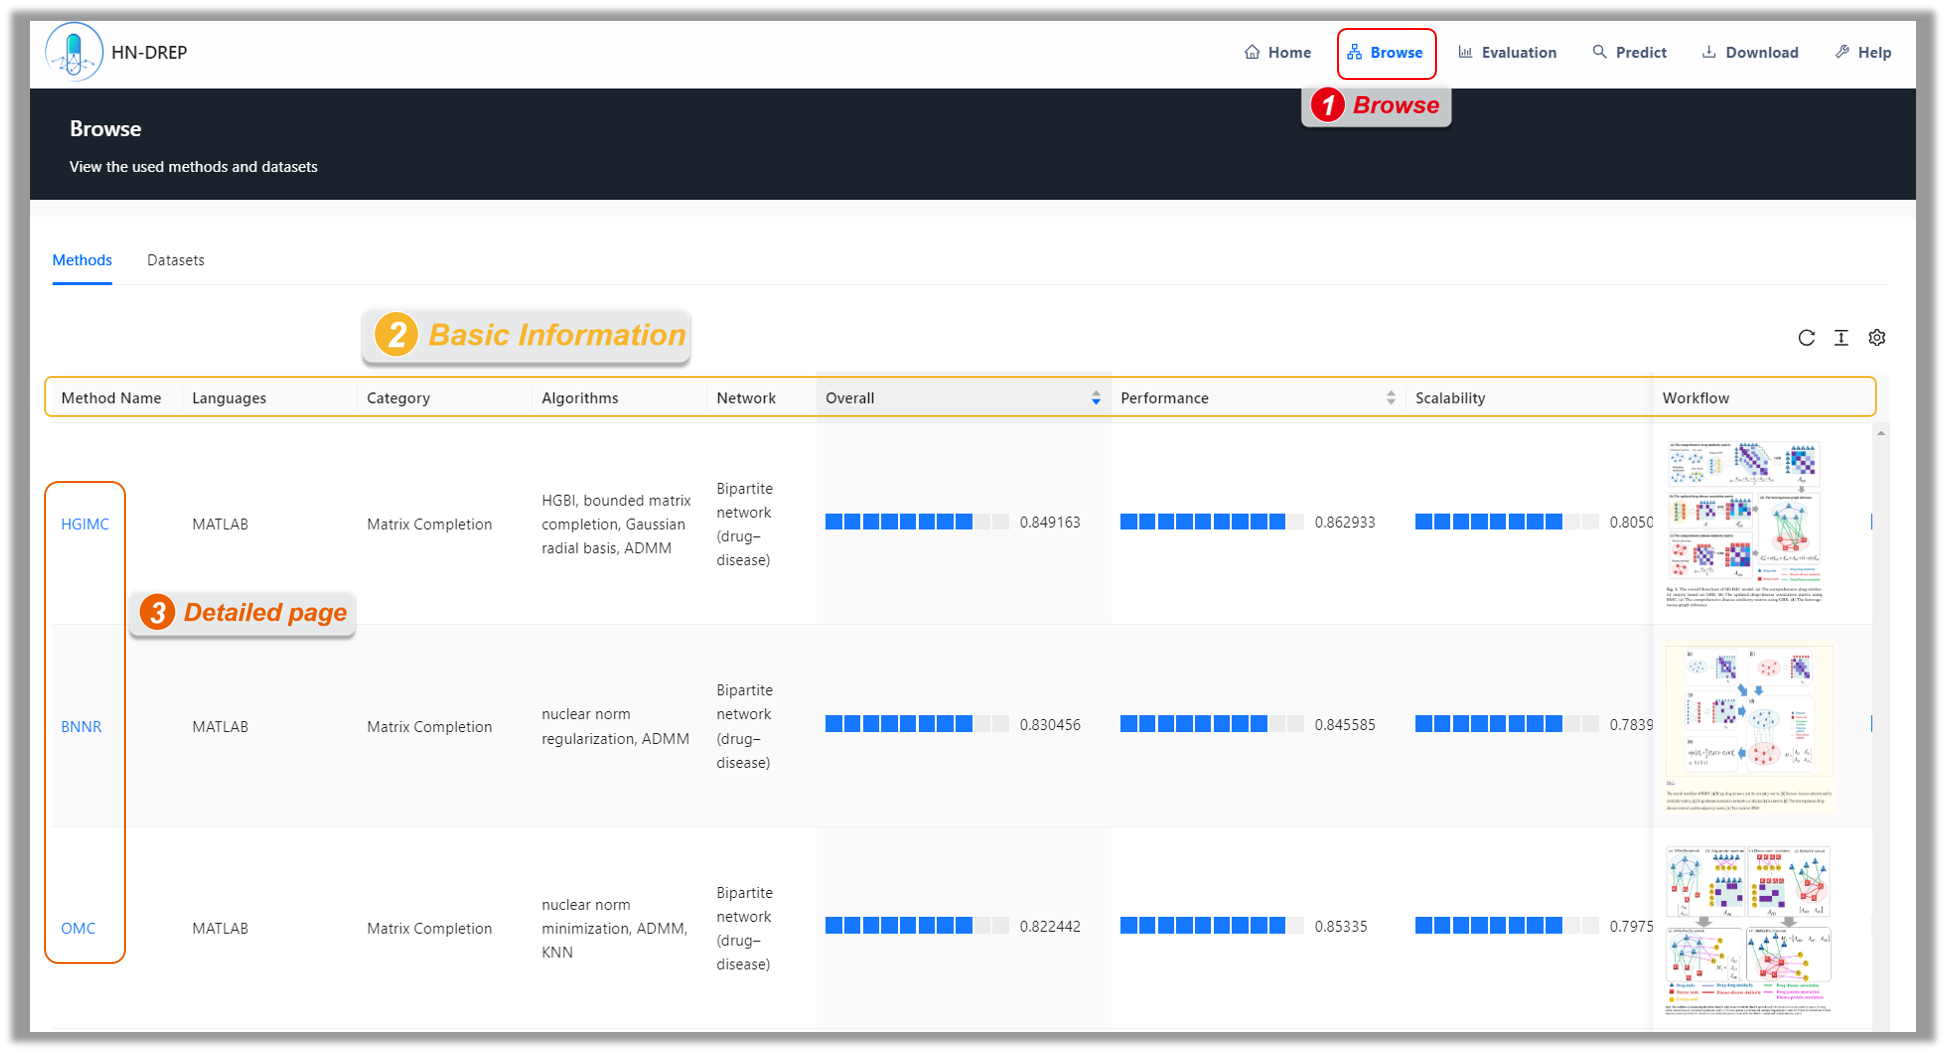 HN-DREP
Home
Browse
Evaluation
Predict
Download
Help
1 Browse
Browse
View the used methods and datasets
Methods
Datasets
2 Basic Information
Method Name
Languages
Category
Algorithms
Network
Overall
Performance
Scalability
Workflow
HGIMC
MATLAB
Matrix Completion
HGBI, bounded matrix
completion, Gaussian
radial basis, ADMM
Bipartite
network
(drug–
disease)
0.849163
0.862933
0.8050
3 Detailed page
BNNR
MATLAB
Matrix Completion
nuclear norm
regularization, ADMM
Bipartite
network
(drug–
disease)
0.830456
0.845585
0.7839
OMC
MATLAB
Matrix Completion
nuclear norm
minimization, ADMM,
KNN
Bipartite
network
(drug–
disease)
0.822442
0.85335
0.7975